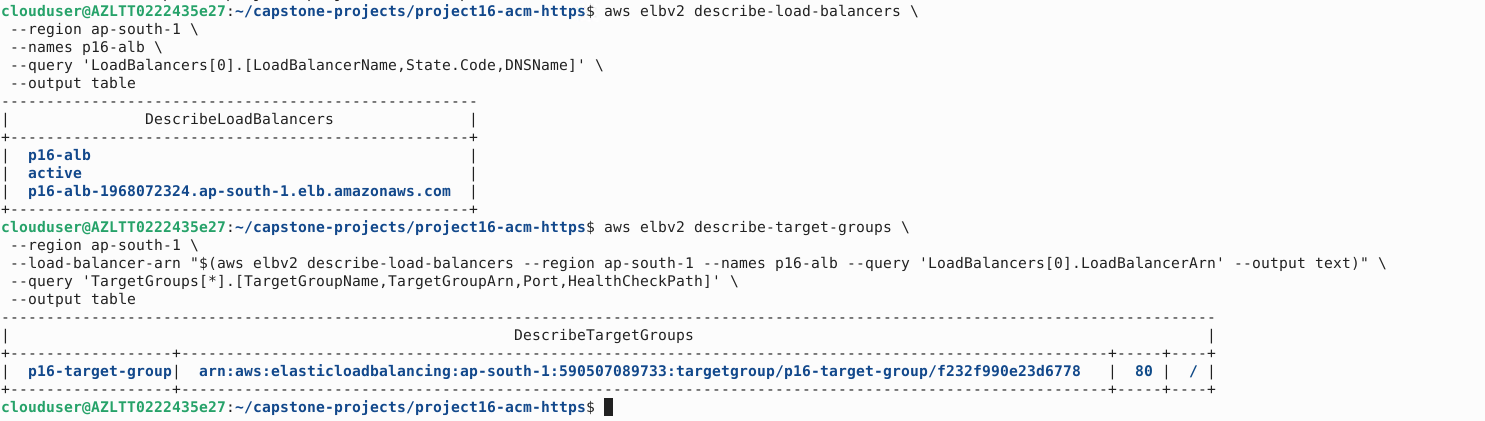 clouduser@AZLTT0222435e27:~/capstone-projects/project16-acm-https$ aws elbv2 describe-load-balancers \
 --region ap-south-1 \
 --names p16-alb \
 --query 'LoadBalancers[0].[LoadBalancerName,State.Code,DNSName]' \
 --output table
-----------------------------------------------------
|               DescribeLoadBalancers               |
+---------------------------------------------------+
|  p16-alb                                          |
|  active                                           |
|  p16-alb-1968072324.ap-south-1.elb.amazonaws.com  |
+---------------------------------------------------+
clouduser@AZLTT0222435e27:~/capstone-projects/project16-acm-https$ aws elbv2 describe-target-groups \
 --region ap-south-1 \
 --load-balancer-arn "$(aws elbv2 describe-load-balancers --region ap-south-1 --names p16-alb --query 'LoadBalancers[0].LoadBalancerArn' --output text)" \
 --query 'TargetGroups[*].[TargetGroupName,TargetGroupArn,Port,HealthCheckPath]' \
 --output table
---------------------------------------------------------------------------------------------------------------------------------------
|                                                        DescribeTargetGroups                                                         |
+------------------+-------------------------------------------------------------------------------------------------------+-----+----+
|  p16-target-group|  arn:aws:elasticloadbalancing:ap-south-1:590507089733:targetgroup/p16-target-group/f232f990e23d6778   |  80 |  / |
+------------------+-------------------------------------------------------------------------------------------------------+-----+----+
clouduser@AZLTT0222435e27:~/capstone-projects/project16-acm-https$